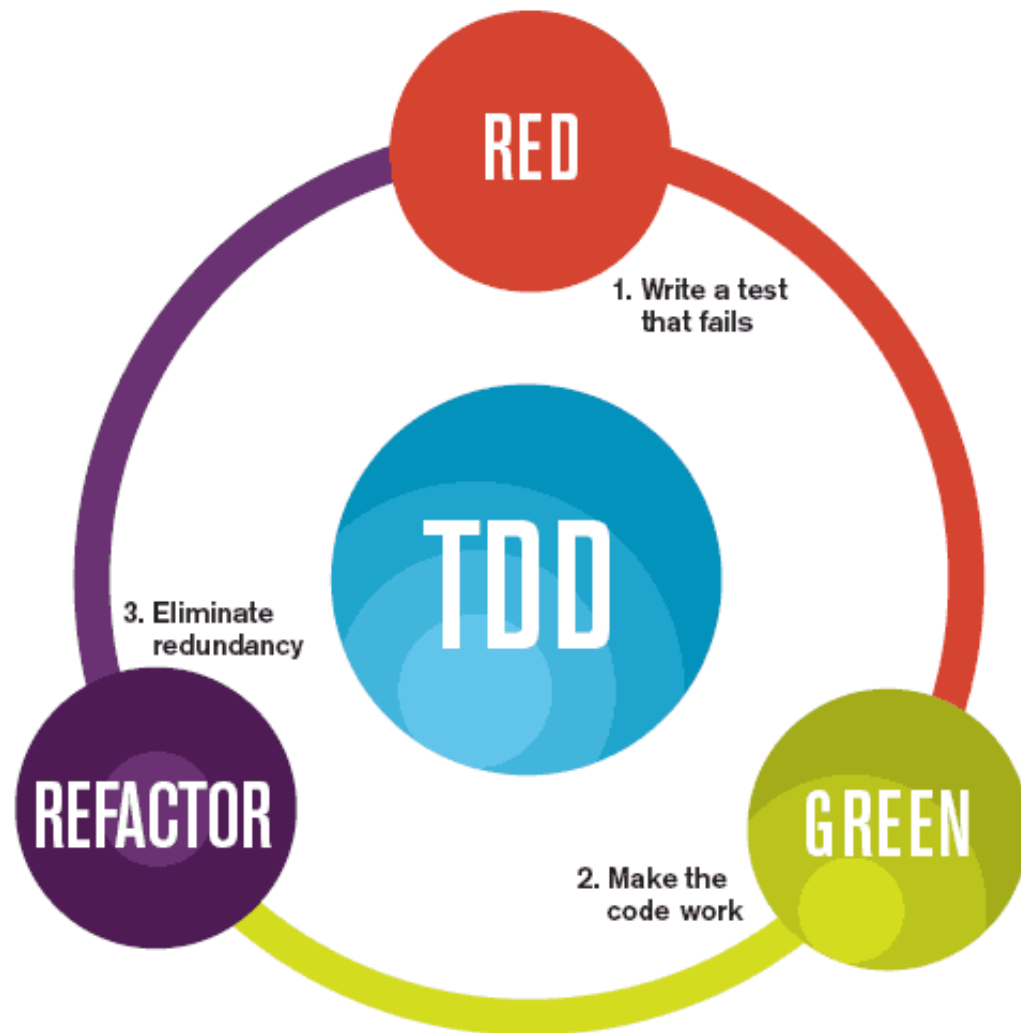 RED
1. Write a test
that fails
TDD
3. Eliminate
redundancy
REFACTOR
GREEN
2. Make the
code work